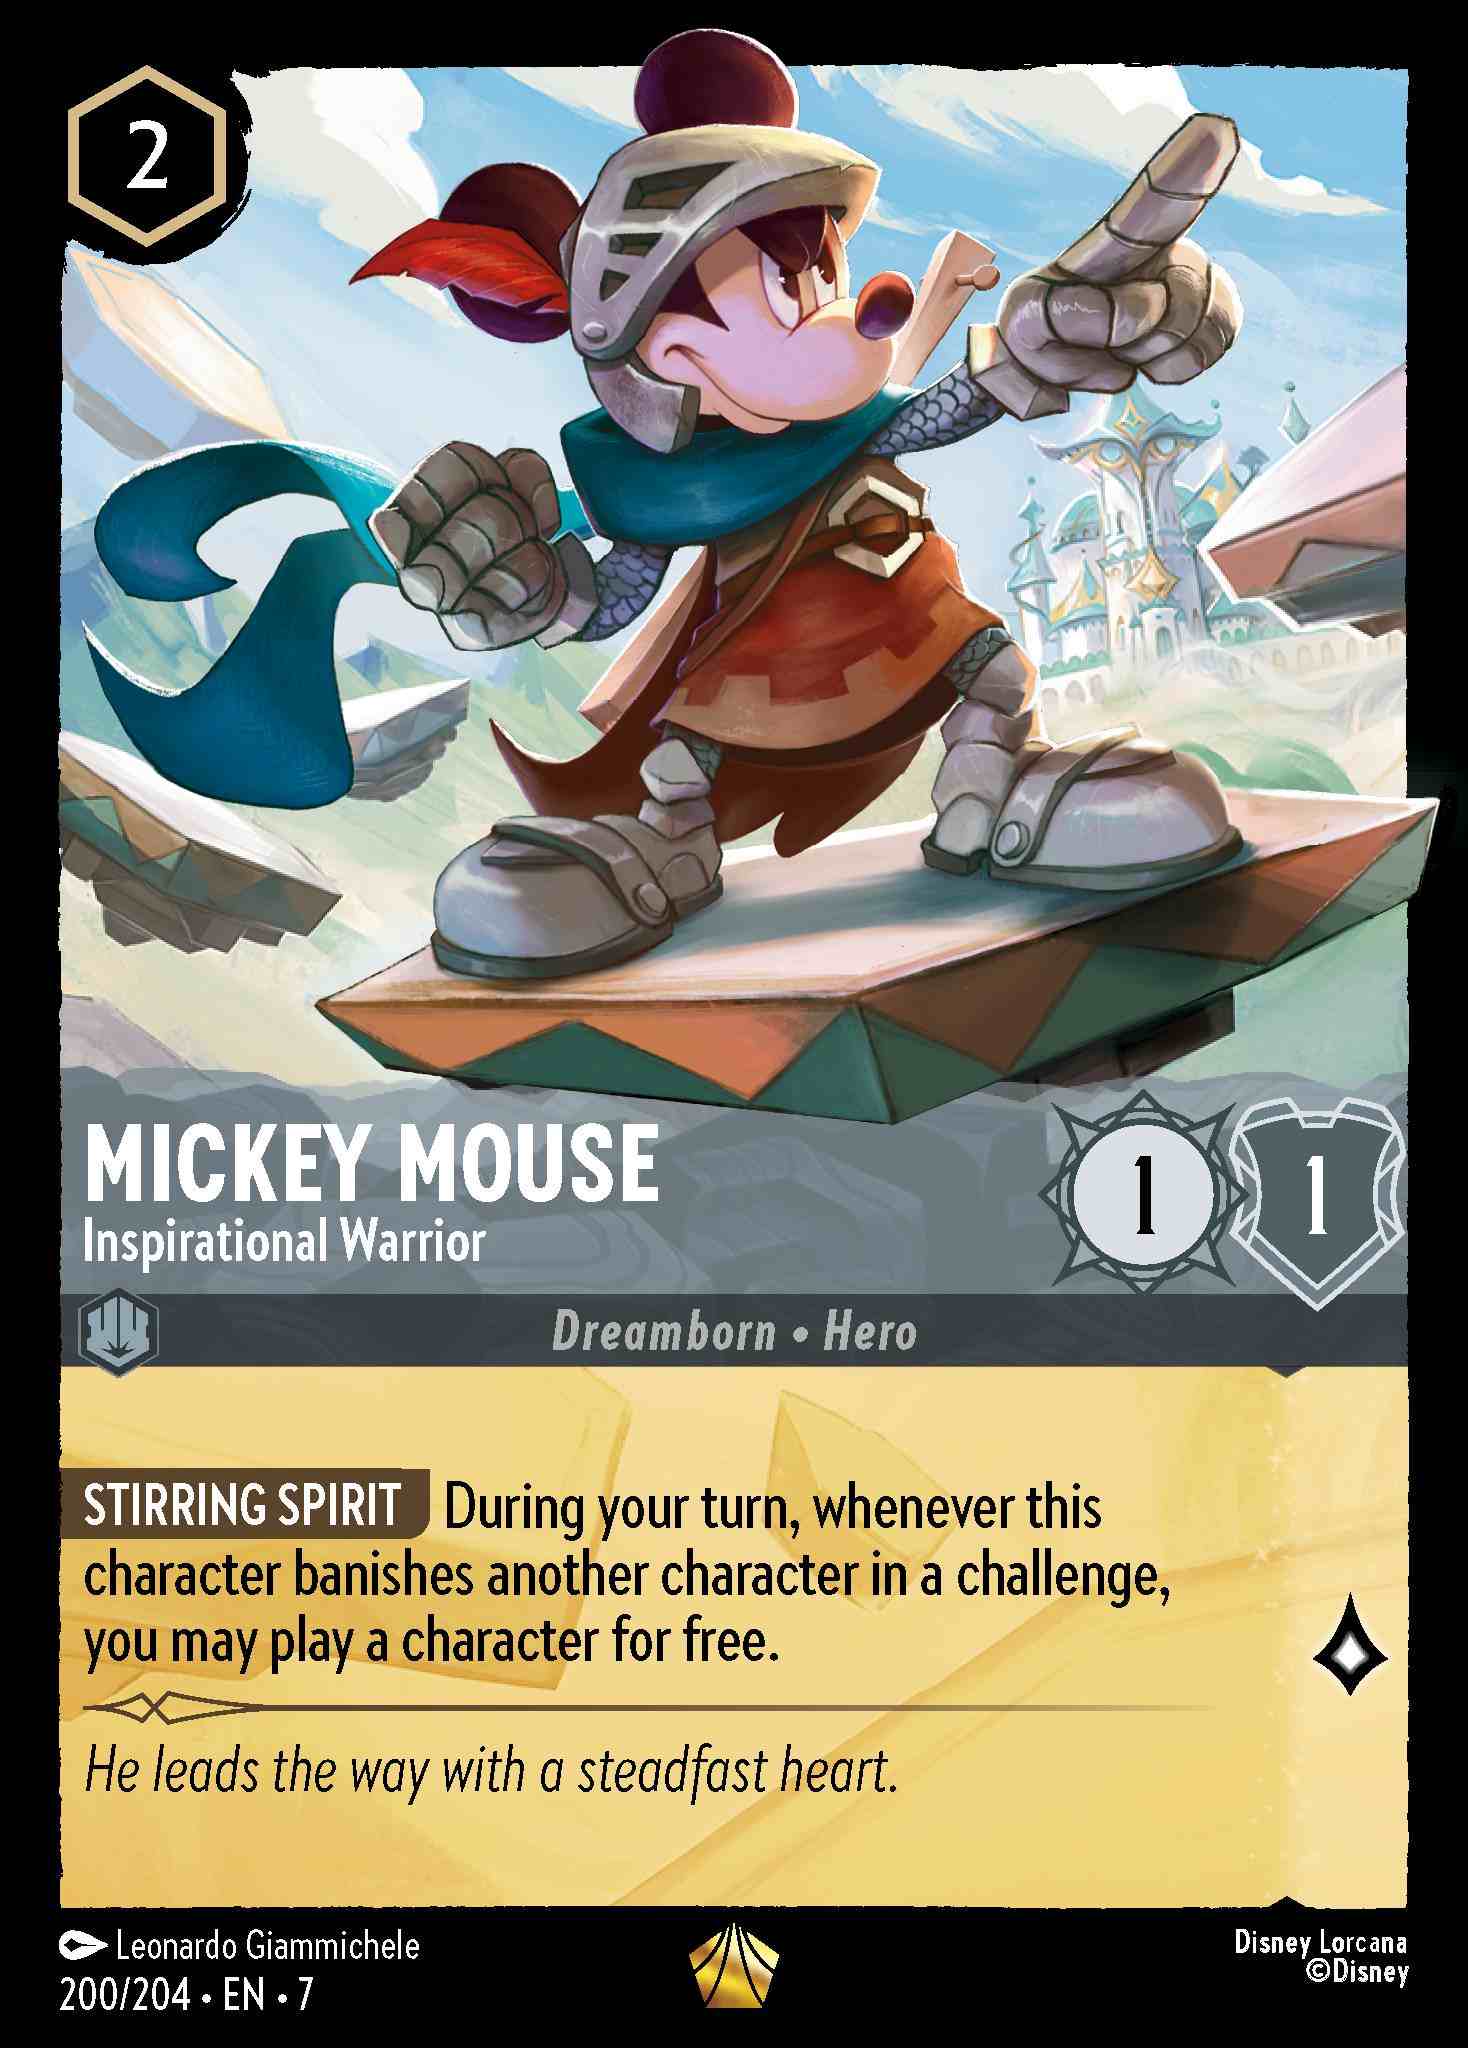 2
MICKEY MOUSE
Inspirational Warrior
1
1
Dreamborn • Hero
STIRRING SPIRIT During your turn, whenever this
character banishes another character in a challenge,
you may play a character for free.
He leads the way with a steadfast heart.
Leonardo Giammichele
200/204 • EN • 7
Disney Lorcana
©Disney